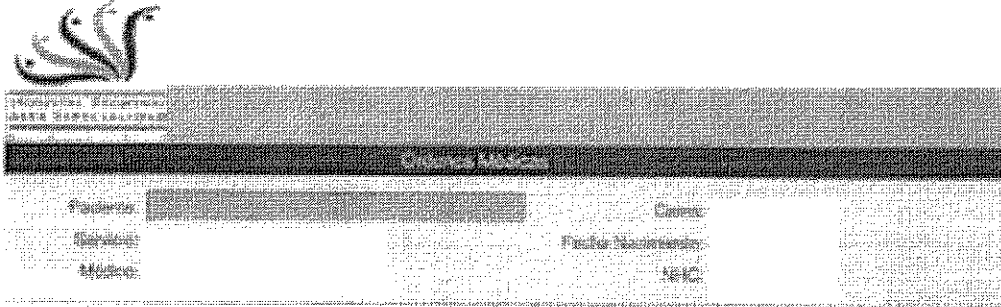 Órdenes Médicas
Paciente: Cama:
Servicio: Fecha Nacimiento:
Médico: NHC: